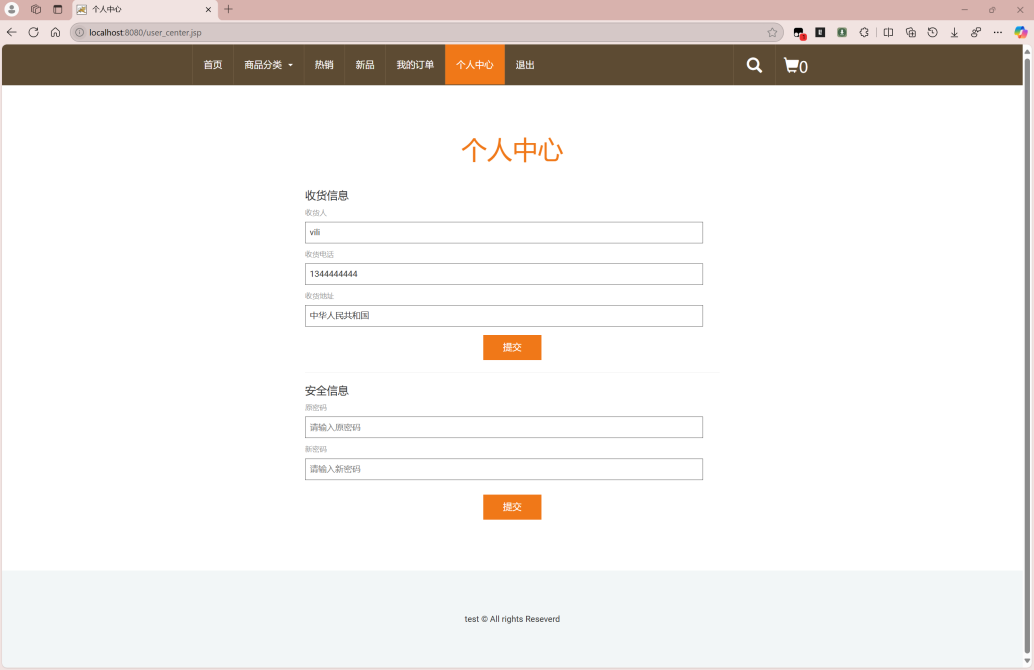 个人中心
localhost:8080/user_center.jsp
首页 商品分类 热销 新品 我的订单 个人中心 退出 0
个人中心
收货信息
收货人
vili
收货电话
1344444444
收货地址
中华人民共和国
提交
安全信息
原密码
请输入原密码
新密码
请输入新密码
提交
test © All rights Reseverd